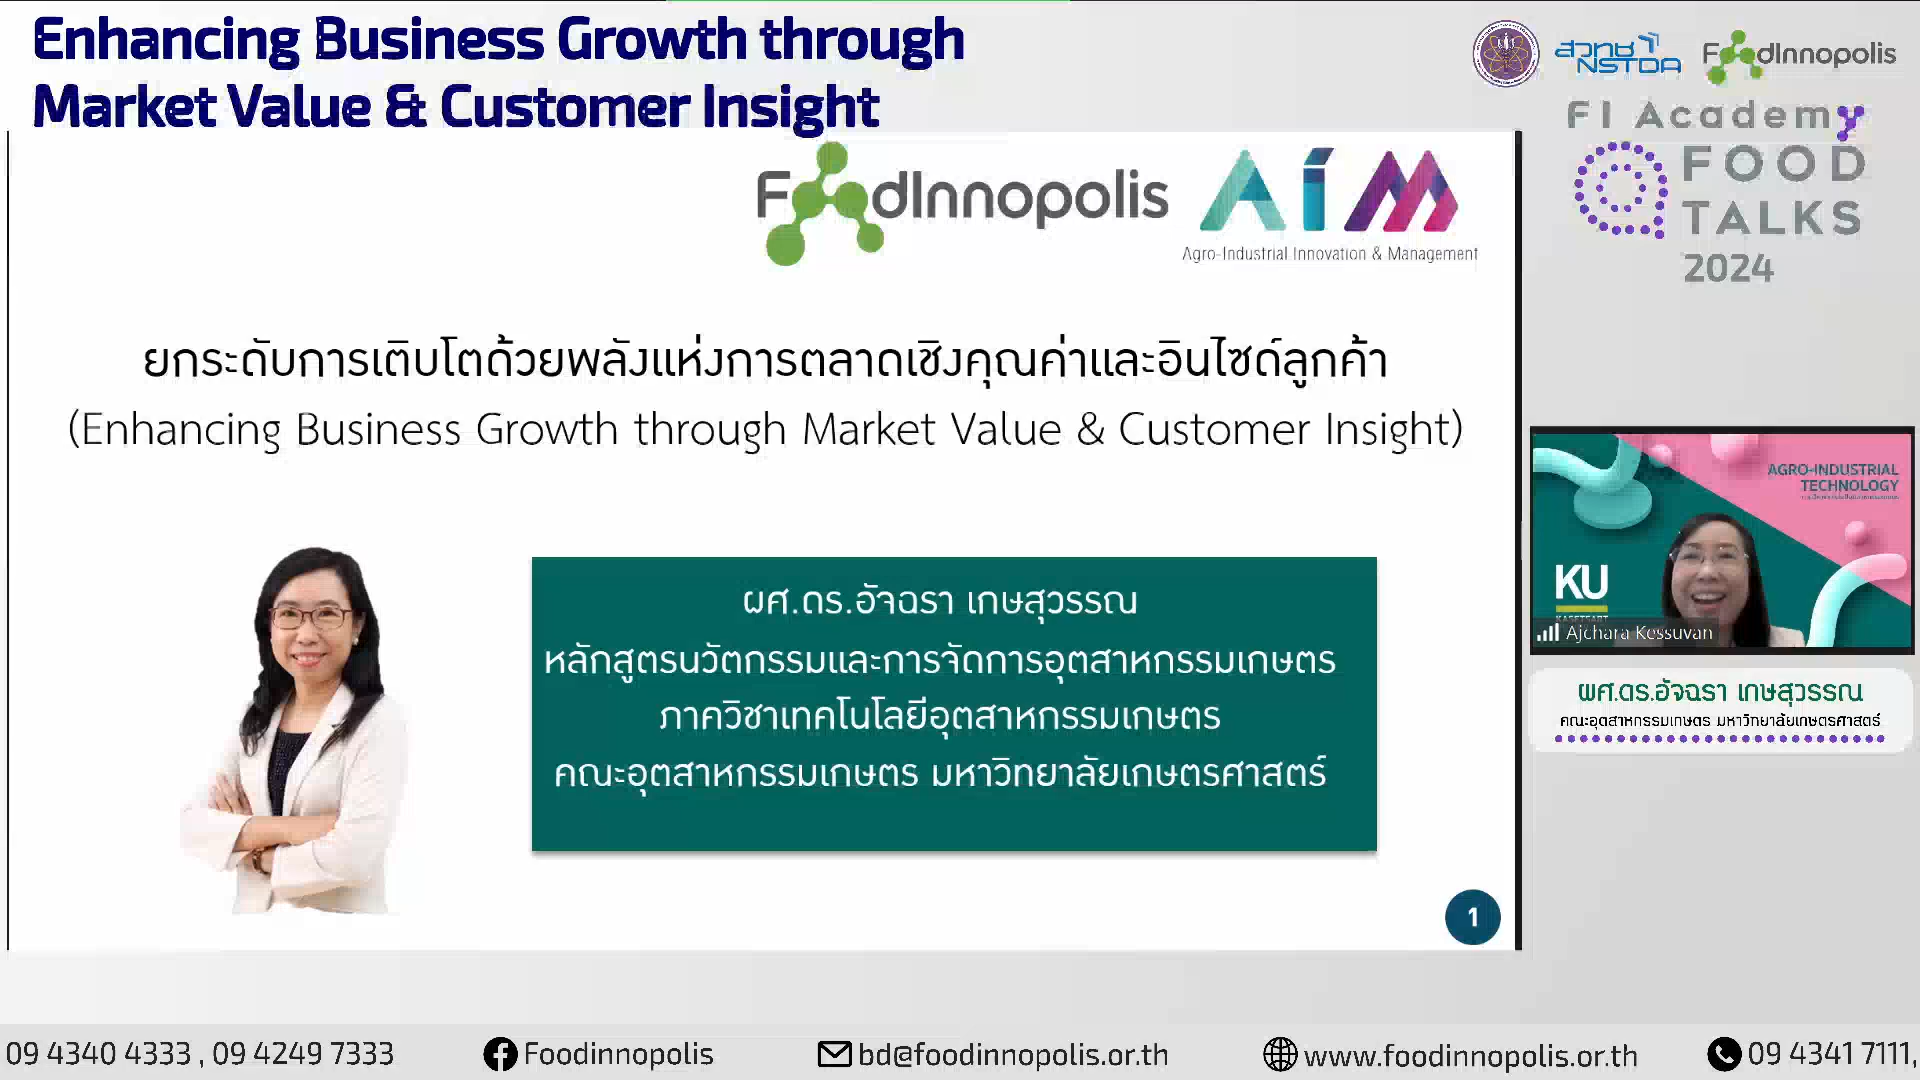 Enhancing Business Growth through
Market Value & Customer Insight
สวทช
NSTDA
FoodInnopolis
FI Academy
FOOD
TALKS
2024
FoodInnopolis
AIM
Agro-Industrial Innovation & Management
ยกระดับการเติบโตด้วยพลังแห่งการตลาดเชิงคุณค่าและอินไซด์ลูกค้า
(Enhancing Business Growth through Market Value & Customer Insight)
ผศ.ดร.อัจฉรา เกษสุวรรณ
หลักสูตรนวัตกรรมและการจัดการอุตสาหกรรมเกษตร
ภาควิชาเทคโนโลยีอุตสาหกรรมเกษตร
คณะอุตสาหกรรมเกษตร มหาวิทยาลัยเกษตรศาสตร์
1
AGRO-INDUSTRIAL
TECHNOLOGY
KU
KASETSART
Ajchara Kessuvan
ผศ.ดร.อัจฉรา เกษสุวรรณ
คณะอุตสาหกรรมเกษตร มหาวิทยาลัยเกษตรศาสตร์
09 4340 4333 , 09 4249 7333
Foodinnopolis
bd@foodinnopolis.or.th
www.foodinnopolis.or.th
09 4341 7111,